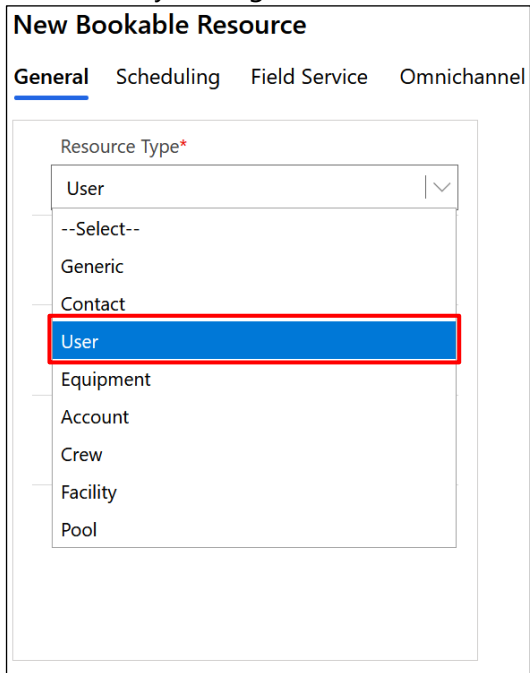 New Bookable Resource
General Scheduling Field Service Omnichannel
Resource Type*
User
--Select--
Generic
Contact
User
Equipment
Account
Crew
Facility
Pool